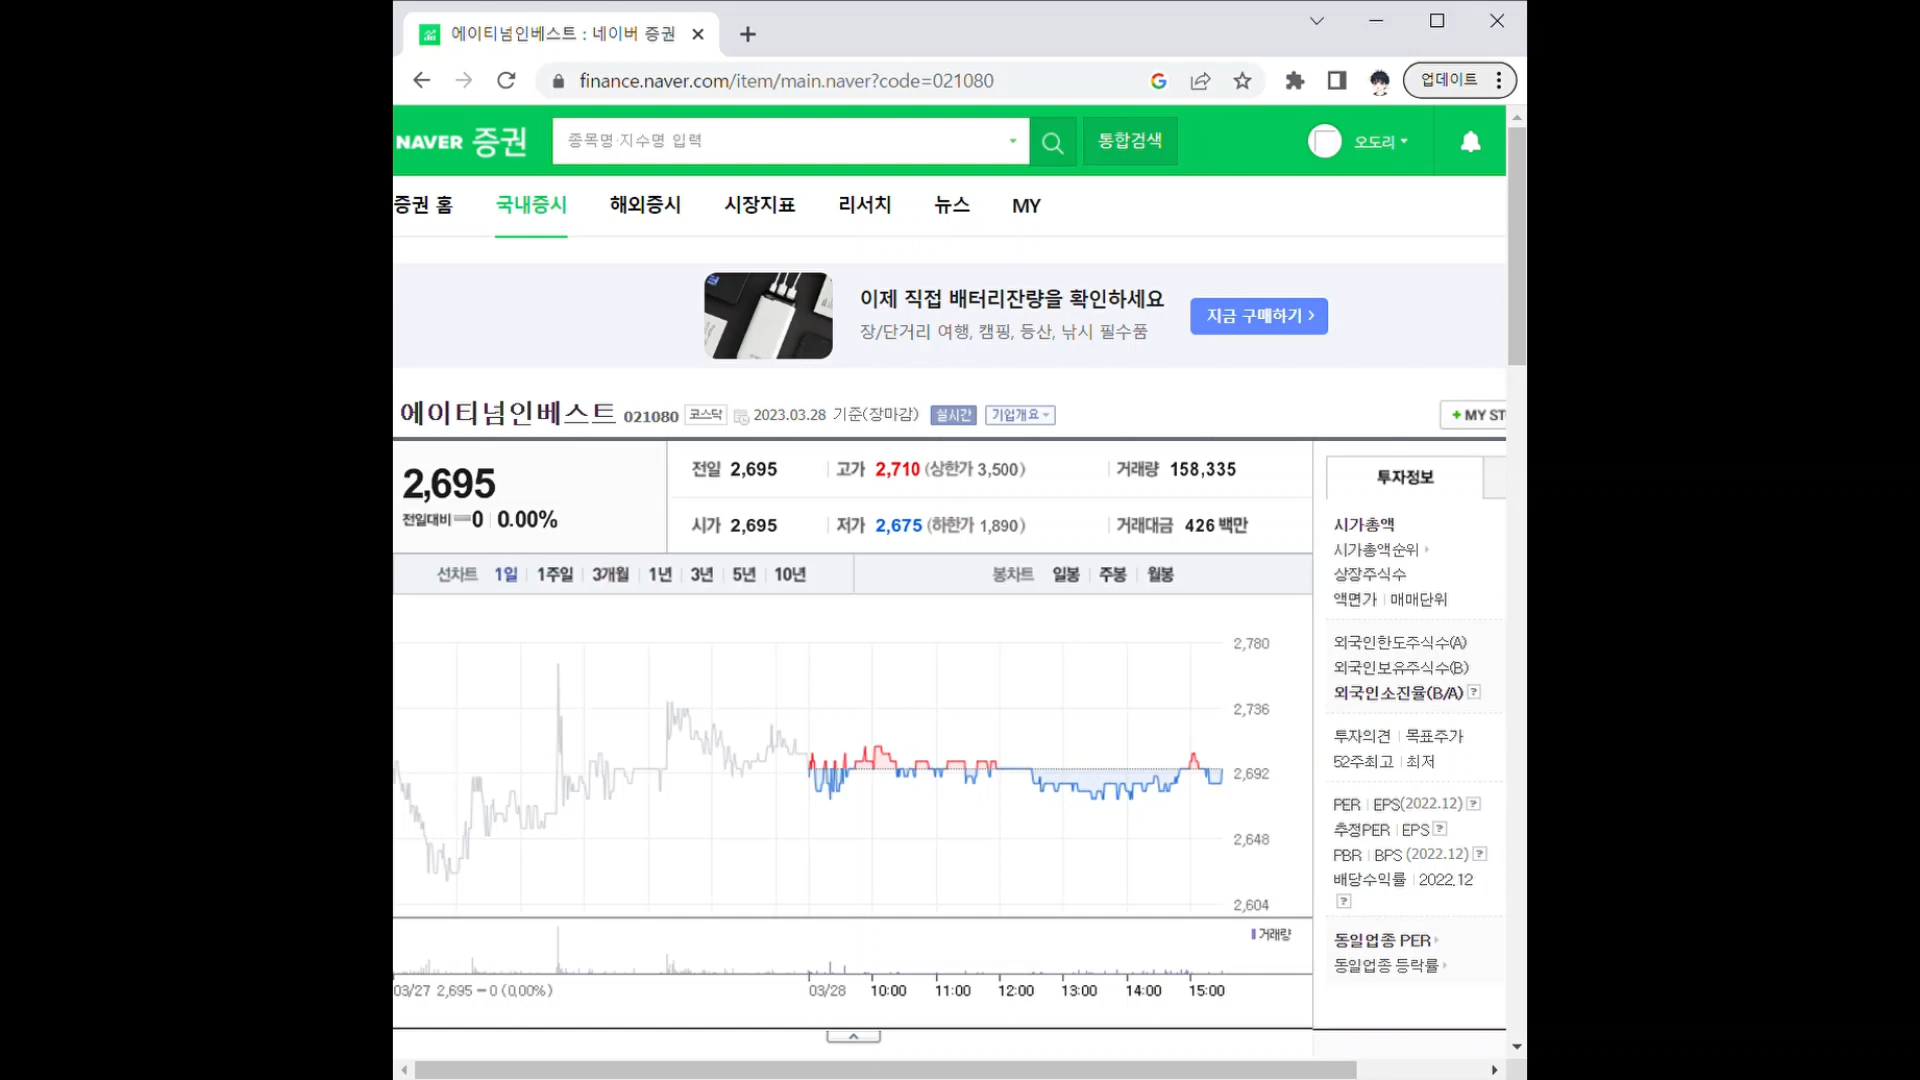 에이티넘인베스트 : 네이버 증권
finance.naver.com/item/main.naver?code=021080
업데이트
NAVER 증권
종목명·지수명 입력
통합검색
오도리
증권 홈 국내증시 해외증시 시장지표 리서치 뉴스 MY
이제 직접 배터리잔량을 확인하세요
장/단거리 여행, 캠핑, 등산, 낚시 필수품
지금 구매하기
에이티넘인베스트 021080 코스닥 2023.03.28 기준(장마감) 실시간 기업개요
+ MY ST
2,695
전일대비 0 0.00%
전일 2,695 고가 2,710 (상한가 3,500) 거래량 158,335
시가 2,695 저가 2,675 (하한가 1,890) 거래대금 426 백만
선차트 1일 1주일 3개월 1년 3년 5년 10년
봉차트 일봉 주봉 월봉
2,780
2,736
2,692
2,648
2,604
거래량
03/27 2,695 − 0 (0.00%)
03/28 10:00 11:00 12:00 13:00 14:00 15:00
투자정보
시가총액
시가총액순위
상장주식수
액면가 매매단위
외국인한도주식수(A)
외국인보유주식수(B)
외국인소진율(B/A) ?
투자의견 목표주가
52주최고 최저
PER EPS(2022.12) ?
추정PER EPS ?
PBR BPS (2022.12) ?
배당수익률 2022.12
?
동일업종 PER
동일업종 등락률